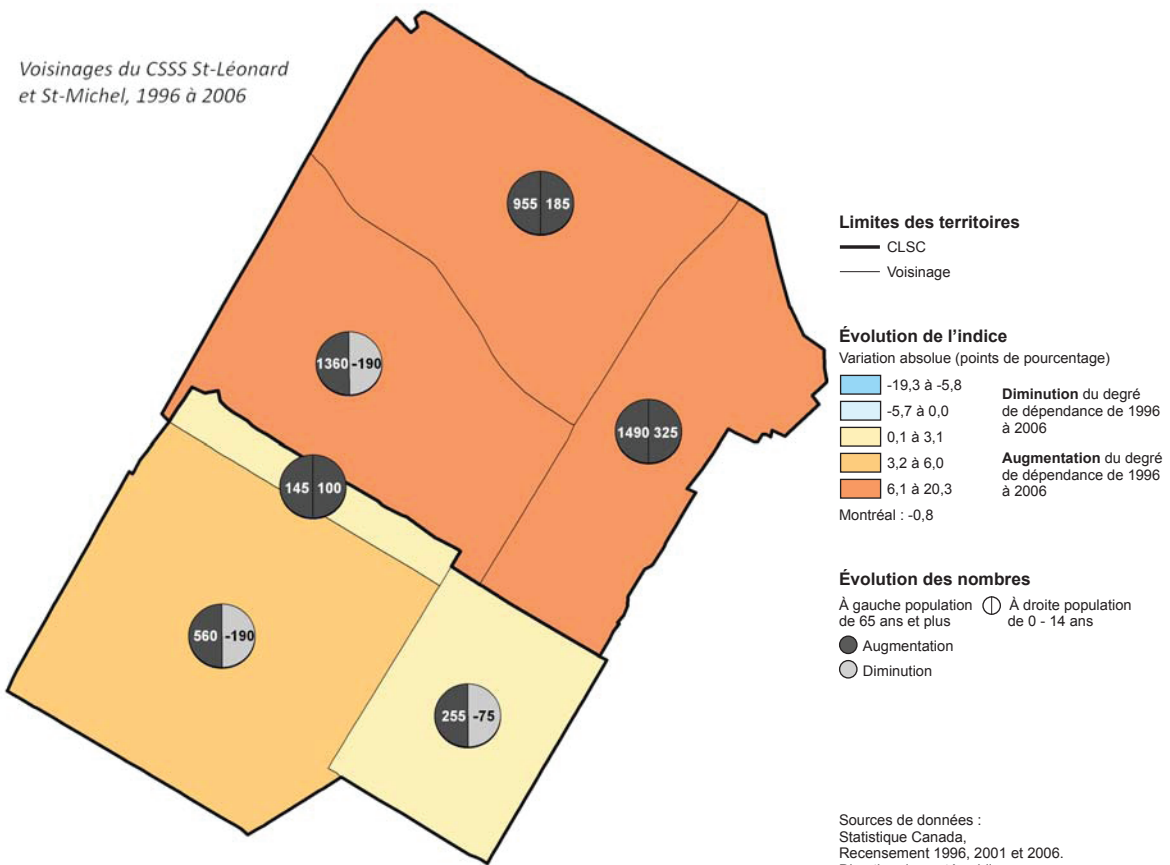 Voisinages du CSSS St-Léonard
et St-Michel, 1996 à 2006
955 185
1360 -190
1490 325
145 100
560 -190
255 -75
Limites des territoires
CLSC
Voisinage
Évolution de l'indice
Variation absolue (points de pourcentage)
-19,3 à -5,8
-5,7 à 0,0
0,1 à 3,1
3,2 à 6,0
6,1 à 20,3
Diminution du degré
de dépendance de 1996
à 2006
Augmentation du degré
de dépendance de 1996
à 2006
Montréal : -0,8
Évolution des nombres
À gauche population
de 65 ans et plus
À droite population
de 0 - 14 ans
Augmentation
Diminution
Sources de données :
Statistique Canada,
Recensement 1996, 2001 et 2006.